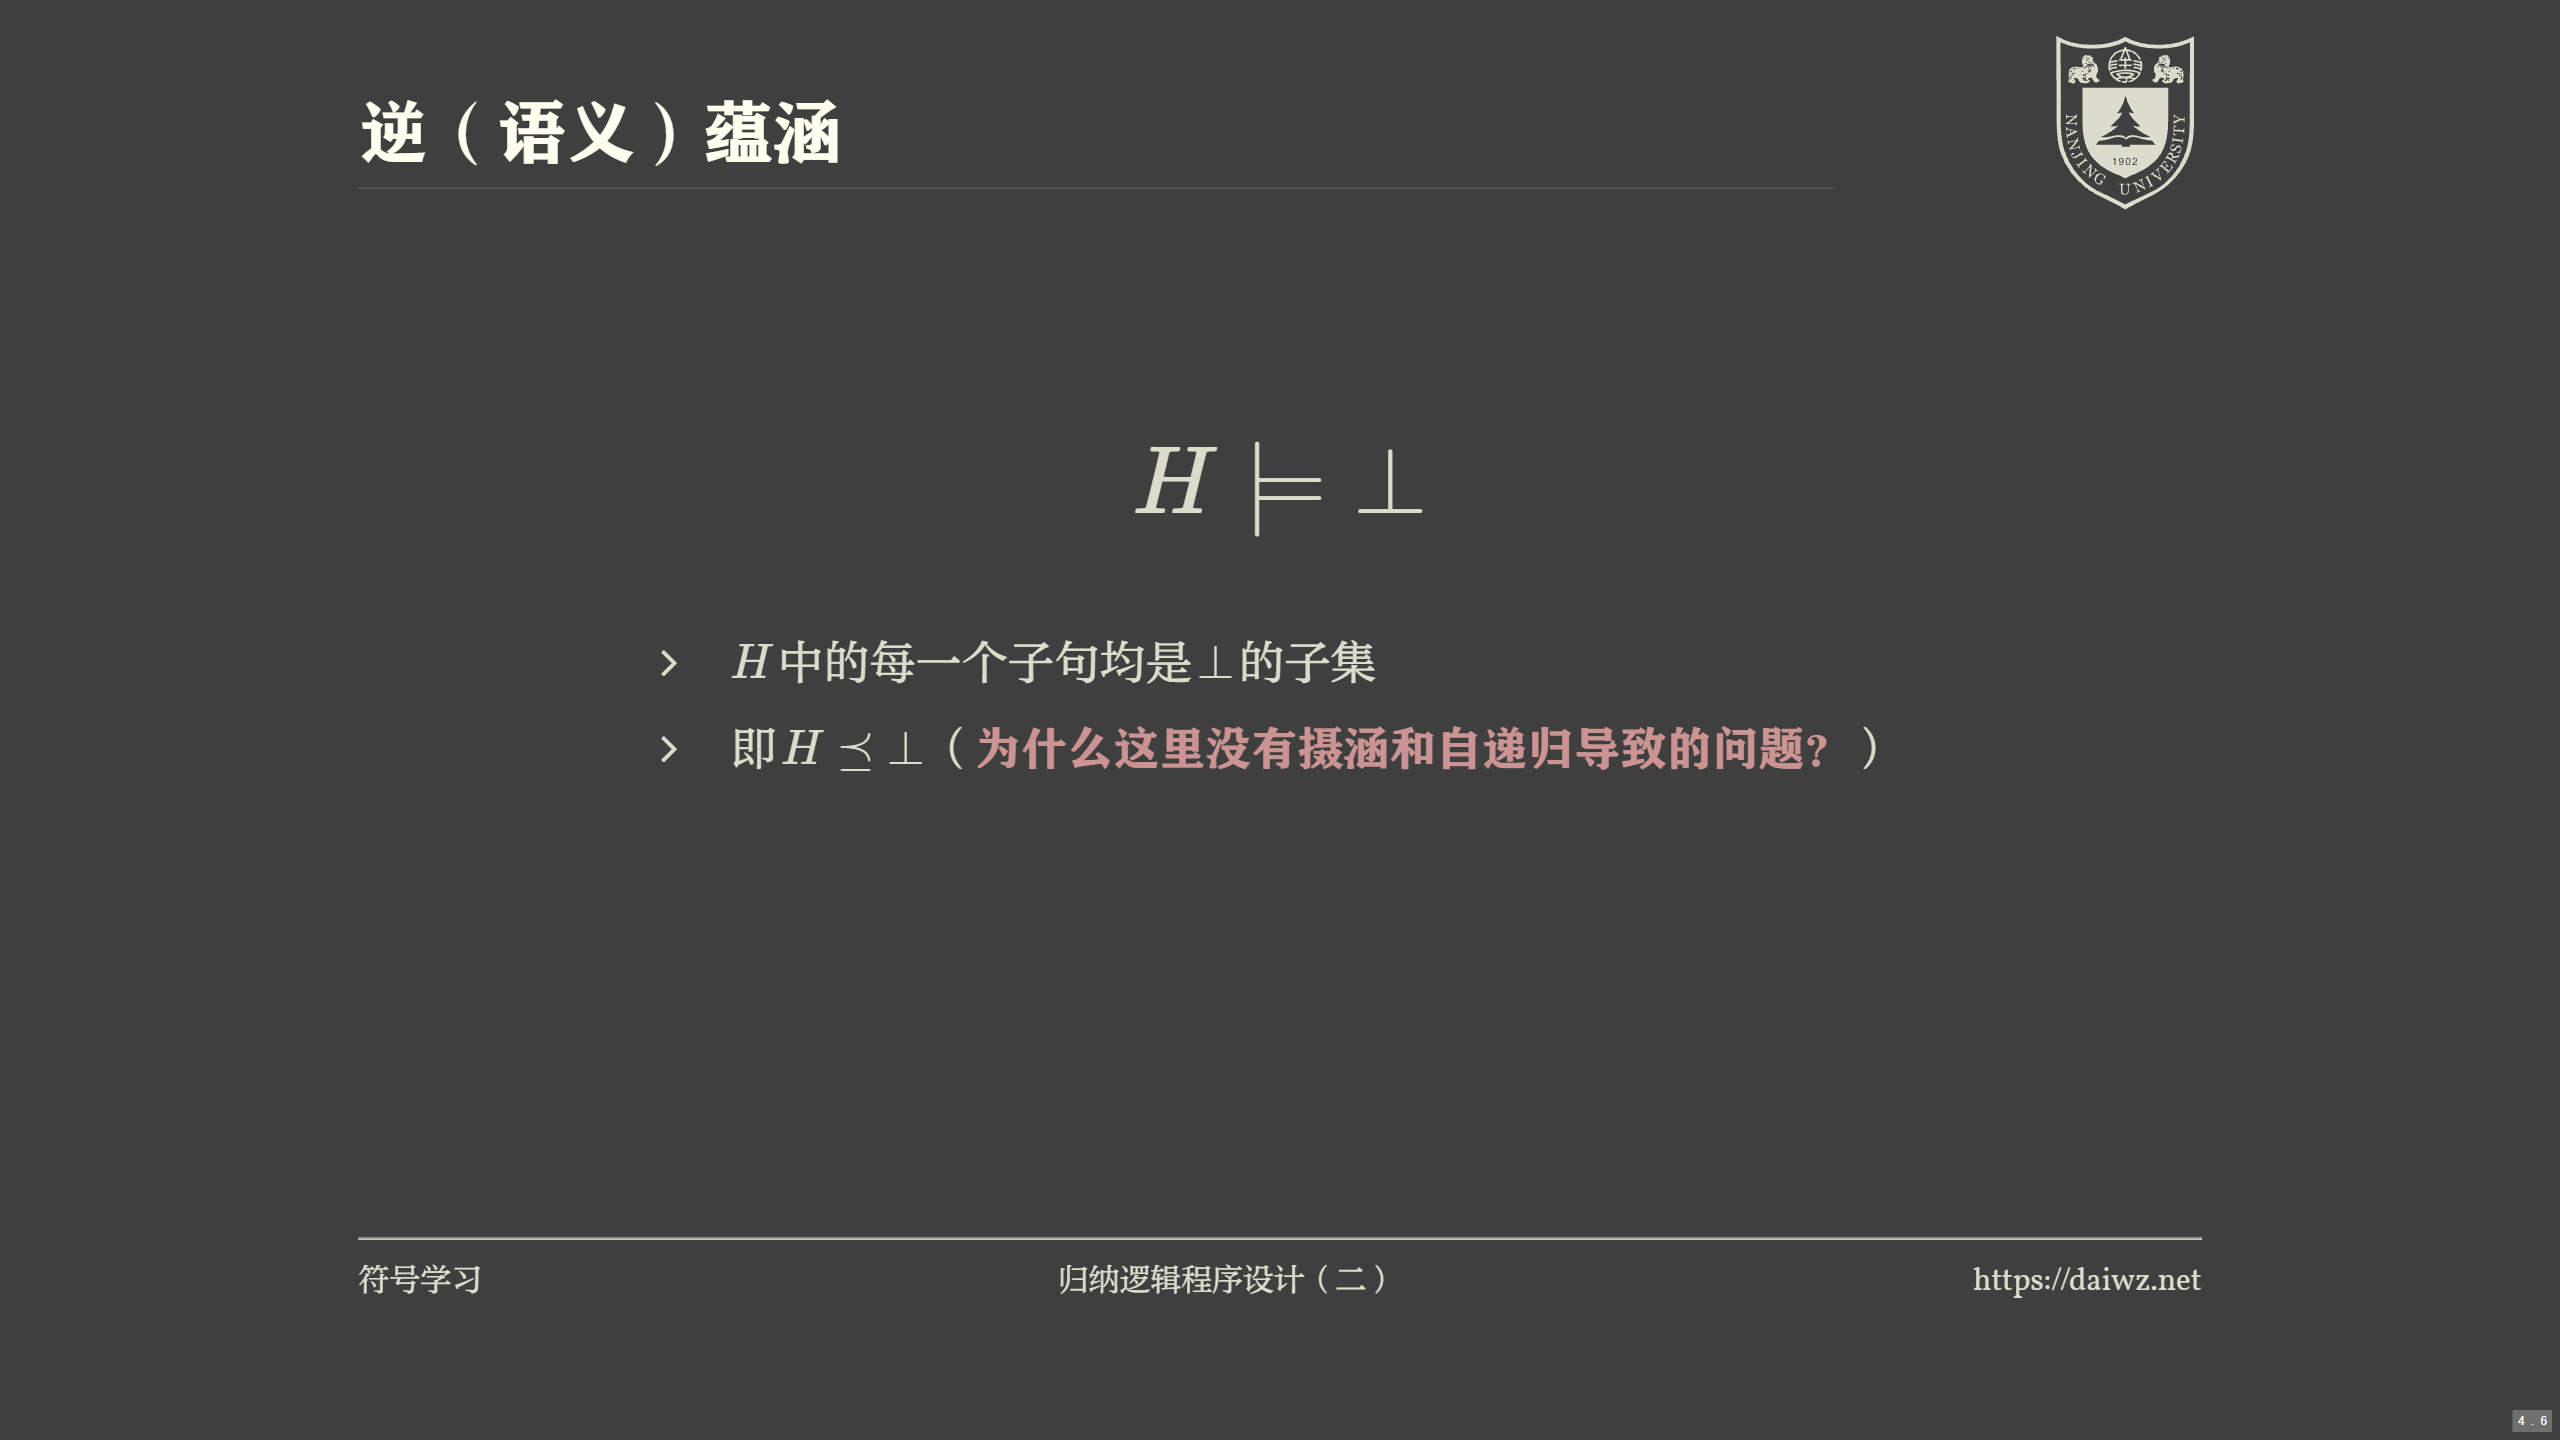 逆（语义）蕴涵
NANJING UNIVERSITY
1902
H ⊨ ⊥
H中的每一个子句均是⊥的子集
即H ⪯ ⊥（为什么这里没有摄涵和自递归导致的问题？）
符号学习
归纳逻辑程序设计（二）
https://daiwz.net
4.6